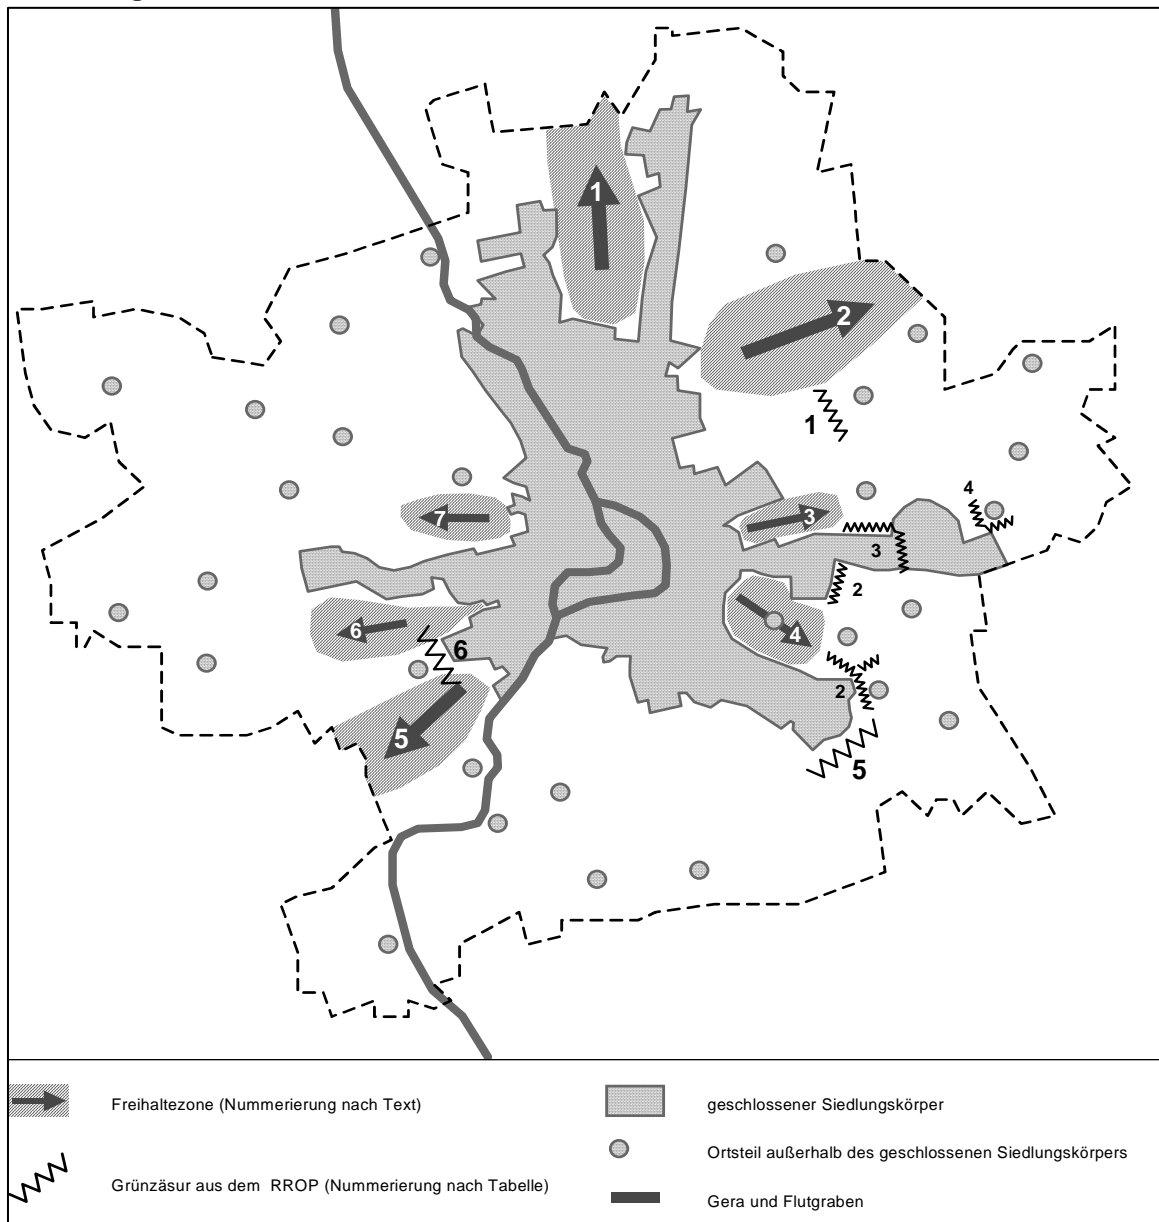 1
2
1
4
3
7
3
2
6
4
6
2
5
5
Freihaltezone (Nummerierung nach Text)
geschlossener Siedlungskörper
Ortsteil außerhalb des geschlossenen Siedlungskörpers
Grünzäsur aus dem RROP (Nummerierung nach Tabelle)
Gera und Flutgraben